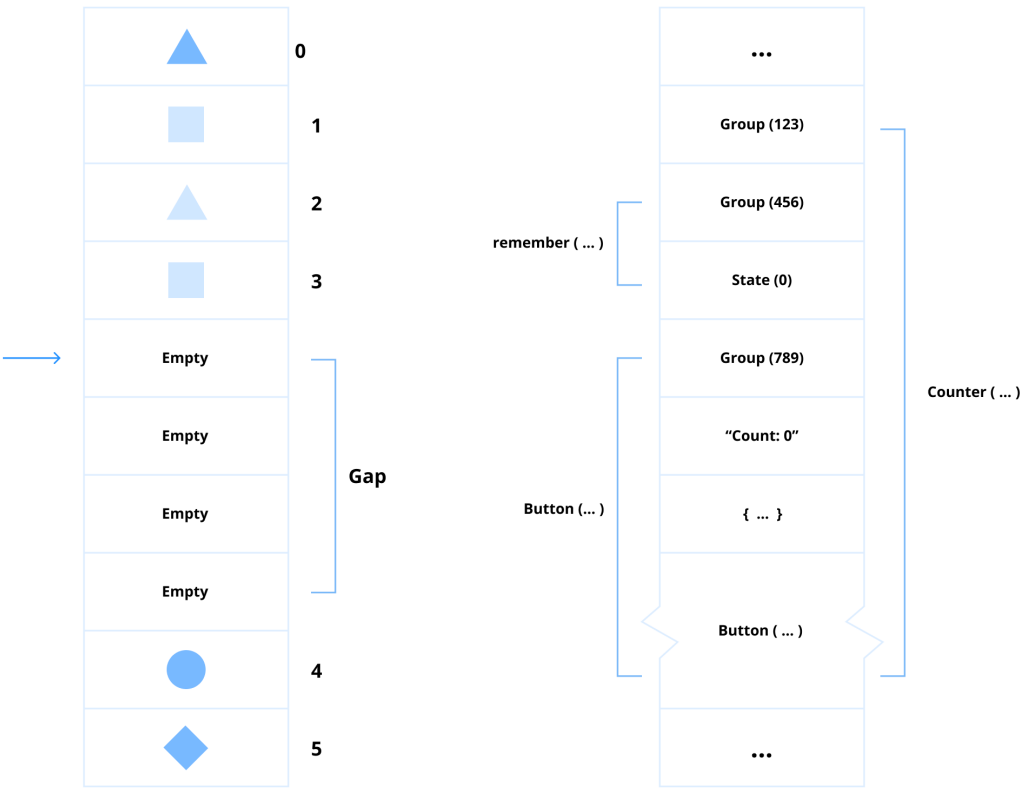 0
1
2
3
Empty
Empty
Empty
Empty
Gap
4
5
...
Group (123)
Group (456)
remember ( ... )
State (0)
Group (789)
“Count: 0”
Button (... )
{ ... }
Button ( ... )
Counter ( ... )
...